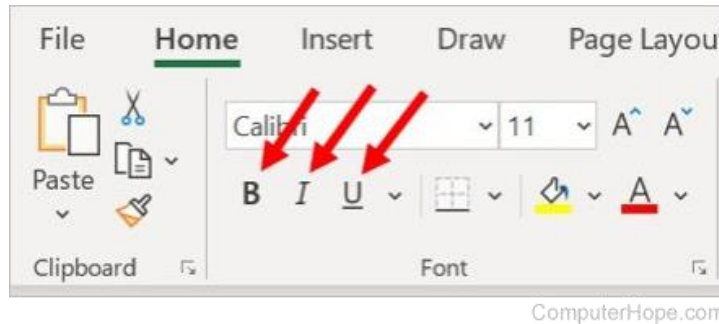 File Home Insert Draw Page Layou
Calibri 11 A A
Paste
B I U A
Clipboard Font
ComputerHope.com